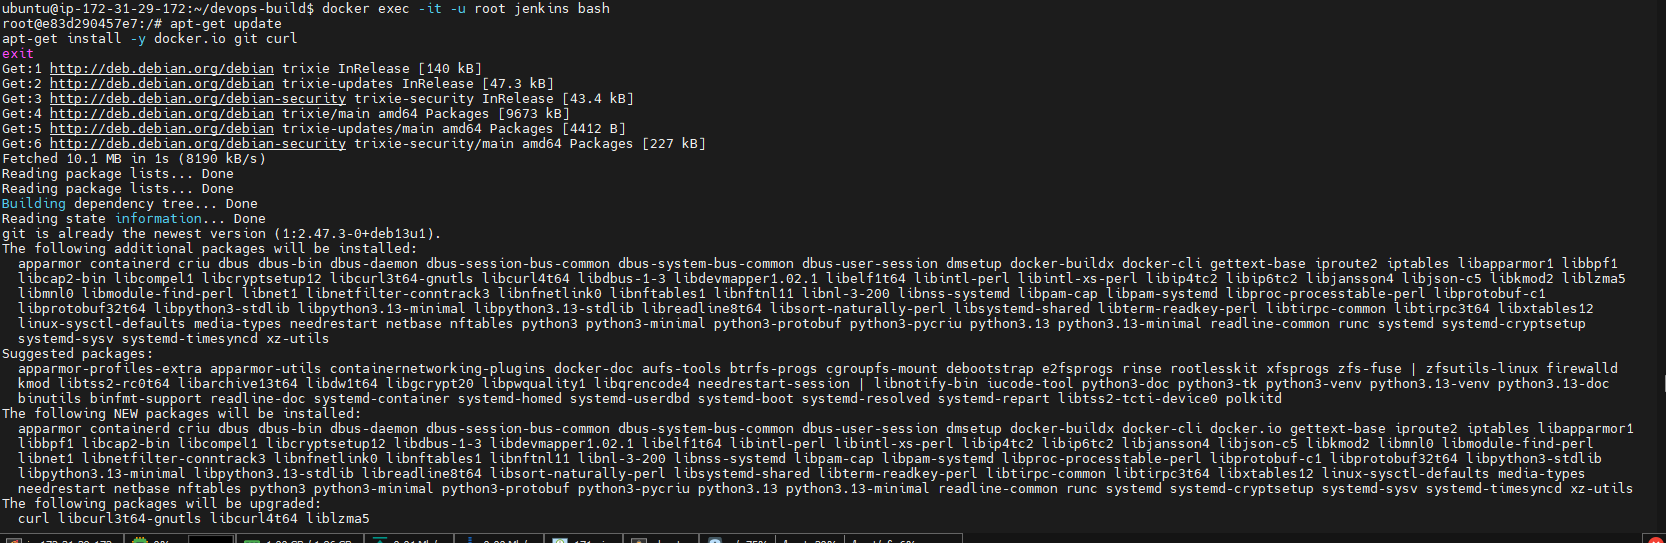 ubuntu@ip-172-31-29-172:~/devops-build$ docker exec -it -u root jenkins bash
root@e83d290457e7:/# apt-get update
apt-get install -y docker.io git curl
exit
Get:1 http://deb.debian.org/debian trixie InRelease [140 kB]
Get:2 http://deb.debian.org/debian trixie-updates InRelease [47.3 kB]
Get:3 http://deb.debian.org/debian-security trixie-security InRelease [43.4 kB]
Get:4 http://deb.debian.org/debian trixie/main amd64 Packages [9673 kB]
Get:5 http://deb.debian.org/debian trixie-updates/main amd64 Packages [4412 B]
Get:6 http://deb.debian.org/debian-security trixie-security/main amd64 Packages [227 kB]
Fetched 10.1 MB in 1s (8190 kB/s)
Reading package lists... Done
Reading package lists... Done
Building dependency tree... Done
Reading state information... Done
git is already the newest version (1:2.47.3-0+deb13u1).
The following additional packages will be installed:
apparmor containerd criu dbus dbus-bin dbus-daemon dbus-session-bus-common dbus-system-bus-common dbus-user-session dmsetup docker-buildx docker-cli gettext-base iproute2 iptables libapparmor1 libbpf1
libcap2-bin libcompel1 libcryptsetup12 libcurl3t64-gnutls libcurl4t64 libdbus-1-3 libdevmapper1.02.1 libelf1t64 libintl-perl libintl-xs-perl libip4tc2 libip6tc2 libjansson4 libjson-c5 libkmod2 liblzma5
libmnl0 libmodule-find-perl libnet1 libnetfilter-conntrack3 libnfnetlink0 libnftables1 libnftnl11 libnl-3-200 libnss-systemd libpam-cap libpam-systemd libproc-processtable-perl libprotobuf-c1
libprotobuf32t64 libpython3-stdlib libpython3.13-minimal libpython3.13-stdlib libreadline8t64 libsort-naturally-perl libsystemd-shared libterm-readkey-perl libtirpc-common libtirpc3t64 libxtables12
linux-sysctl-defaults media-types needrestart netbase nftables python3 python3-minimal python3-protobuf python3-pycriu python3.13 python3.13-minimal readline-common runc systemd systemd-cryptsetup
systemd-sysv systemd-timesyncd xz-utils
Suggested packages:
apparmor-profiles-extra apparmor-utils containernetworking-plugins docker-doc aufs-tools btrfs-progs cgroupfs-mount debootstrap e2fsprogs rinse rootlesskit xfsprogs zfs-fuse | zfsutils-linux firewalld
kmod libtss2-rc0t64 libarchive13t64 libdw1t64 libgcrypt20 libpwquality1 libqrencode4 needrestart-session | libnotify-bin iucode-tool python3-doc python3-tk python3-venv python3.13-venv python3.13-doc
binutils binfmt-support readline-doc systemd-container systemd-homed systemd-userdbd systemd-boot systemd-resolved systemd-repart libtss2-tcti-device0 polkitd
The following NEW packages will be installed:
apparmor containerd criu dbus dbus-bin dbus-daemon dbus-session-bus-common dbus-system-bus-common dbus-user-session dmsetup docker-buildx docker-cli docker.io gettext-base iproute2 iptables libapparmor1
libbpf1 libcap2-bin libcompel1 libcryptsetup12 libdbus-1-3 libdevmapper1.02.1 libelf1t64 libintl-perl libintl-xs-perl libip4tc2 libip6tc2 libjansson4 libjson-c5 libkmod2 libmnl0 libmodule-find-perl
libnet1 libnetfilter-conntrack3 libnfnetlink0 libnftables1 libnftnl11 libnl-3-200 libnss-systemd libpam-cap libpam-systemd libproc-processtable-perl libprotobuf-c1 libprotobuf32t64 libpython3-stdlib
libpython3.13-minimal libpython3.13-stdlib libreadline8t64 libsort-naturally-perl libsystemd-shared libterm-readkey-perl libtirpc-common libtirpc3t64 libxtables12 linux-sysctl-defaults media-types
needrestart netbase nftables python3 python3-minimal python3-protobuf python3-pycriu python3.13 python3.13-minimal readline-common runc systemd systemd-cryptsetup systemd-sysv systemd-timesyncd xz-utils
The following packages will be upgraded:
curl libcurl3t64-gnutls libcurl4t64 liblzma5